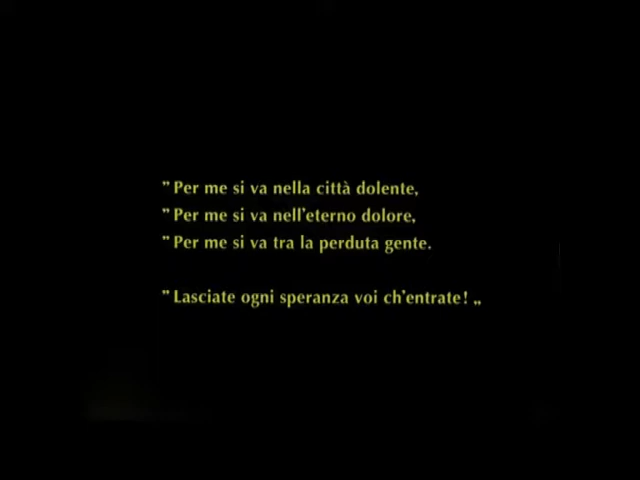 " Per me si va nella città dolente,
" Per me si va nell'eterno dolore,
" Per me si va tra la perduta gente.
" Lasciate ogni speranza voi ch'entrate! „